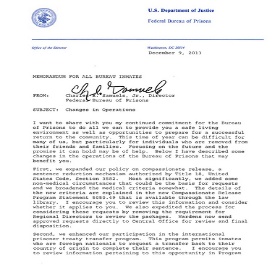 U.S. Department of Justice
Federal Bureau of Prisons
Office of the Director
Washington, DC 20534
December 9, 2013
MEMORANDUM FOR ALL BUREAU INMATES
FROM: Charles E. Samuels, Jr., Director
Federal Bureau of Prisons
SUBJECT: Changes in Operations
I want to share with you my continued commitment for the Bureau
of Prisons to do all we can to provide you a safe living
environment as well as opportunities to prepare for a successful
return to the community. This time of year can be difficult for
many of us, but particularly for individuals who are removed from
their friends and families. Focusing on the future and the
promise it may hold can be of help. Below I have described some
changes in the operations of the Bureau of Prisons that may
benefit you.
First, we expanded our policy on compassionate release, a
sentence reduction mechanism authorized by Title 18, United
States Code, Section 3582. Most significantly, we added some
non-medical circumstances that could be the basis for requests
and we broadened the medical criteria somewhat. The details of
the new criteria are explained in the new Compassionate Release
Program Statement 5050.49 that is available through the law
library. I encourage you to review this information and consider
whether it applies to you. We also expedited the process for
considering these requests by removing the requirement for
Regional Directors to review the packages. Wardens now send
approved requests directly to Central Office for review and final
disposition.
Second, we enhanced our participation in the international
prisoner treaty transfer program. This program permits inmates
who are foreign nationals to request a transfer back to their
country of origin to complete their sentence. I encourage you
to review information pertaining to this opportunity in Program